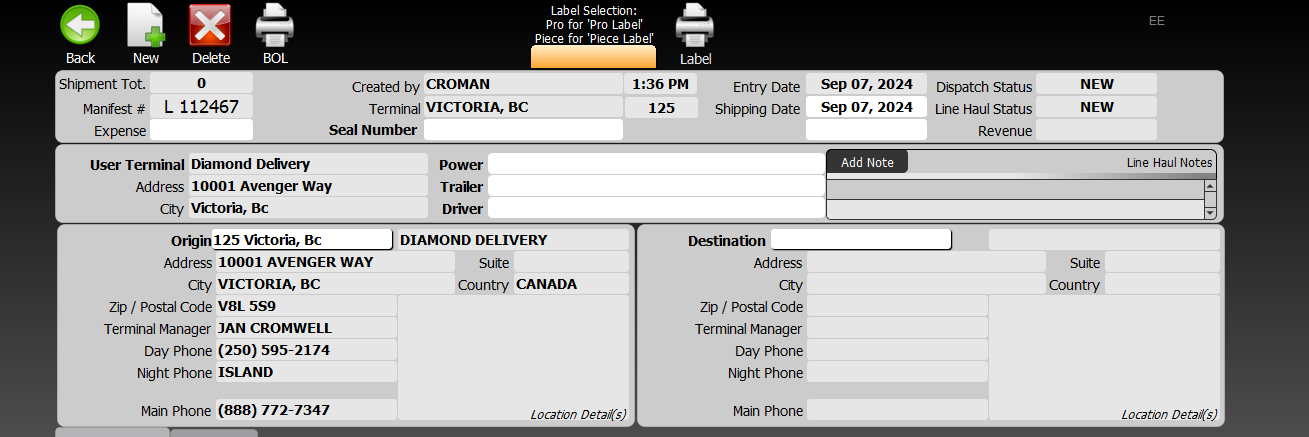 Back
New
Delete
BOL
Label Selection:
Pro for 'Pro Label'
Piece for 'Piece Label'
Label
EE
Shipment Tot. 0 Created by CROMAN 1:36 PM Entry Date Sep 07, 2024 Dispatch Status NEW
Manifest # L 112467 Terminal VICTORIA, BC 125 Shipping Date Sep 07, 2024 Line Haul Status NEW
Expense Seal Number Revenue
User Terminal Diamond Delivery Power Add Note Line Haul Notes
Address 10001 Avenger Way Trailer
City Victoria, Bc Driver
Origin 125 Victoria, Bc DIAMOND DELIVERY
Address 10001 AVENGER WAY Suite
City VICTORIA, BC Country CANADA
Zip / Postal Code V8L 5S9
Terminal Manager JAN CROMWELL
Day Phone (250) 595-2174
Night Phone ISLAND
Main Phone (888) 772-7347 Location Detail(s)
Destination
Address Suite
City Country
Zip / Postal Code
Terminal Manager
Day Phone
Night Phone
Main Phone Location Detail(s)